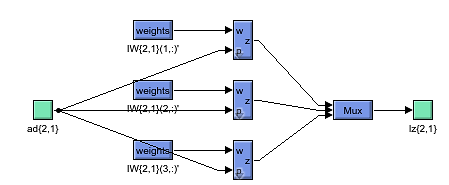 weights
w
z
p
IW{2,1}(1,:)'
weights
w
z
p
IW{2,1}(2,:)'
ad{2,1}
Mux
Iz{2,1}
weights
w
z
p
IW{2,1}(3,:)'